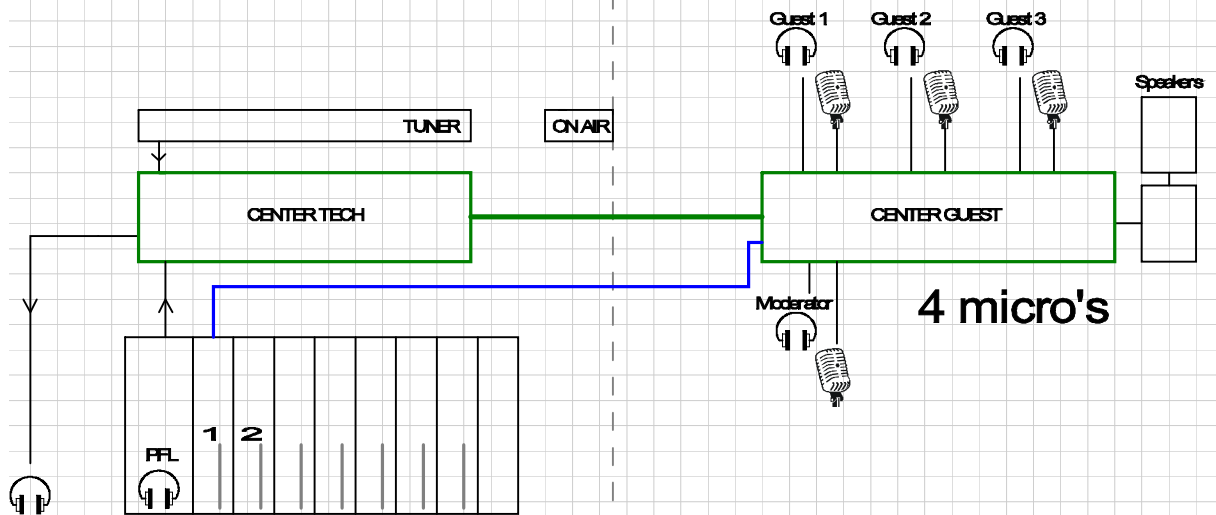 Guest 1
Guest 2
Guest 3
Speakers
TUNER
ON AIR
CENTER TECH
CENTER GUEST
Moderator
4 micro's
1
2
PFL